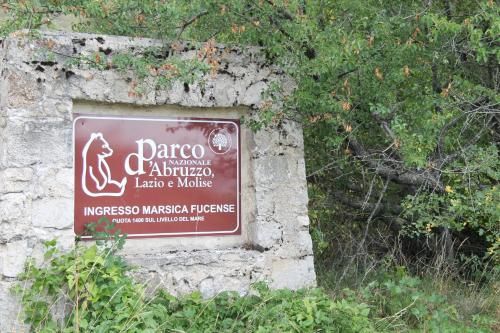 Parco
NAZIONALE
d'Abruzzo,
Lazio e Molise
INGRESSO MARSICA FUCENSE
QUOTA 1400 SUL LIVELLO DEL MARE